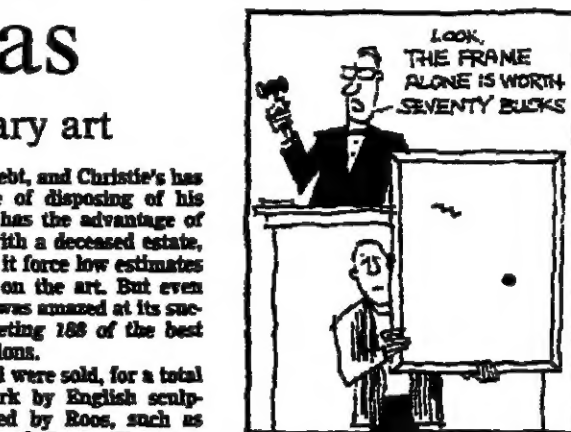 as
ary art
ebt, and Christie's has
e of disposing of his
has the advantage of
ith a deceased estate,
it force low estimates
on the art. But even
was amazed at its suc-
eting 188 of the best
ions.
l were sold, for a total
rk by English sculp-
ed by Roos, such as
LOOK,
THE FRAME
ALONE IS WORTH
SEVENTY BUCKS